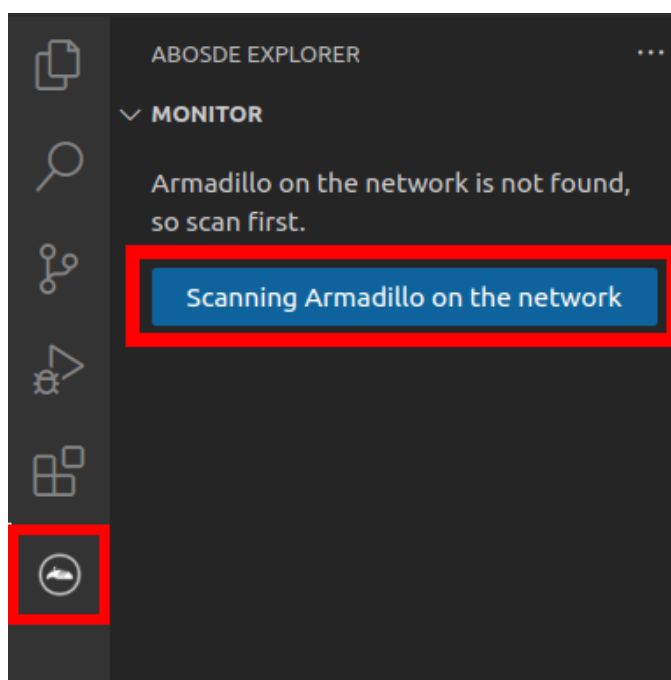 ABOSDE EXPLORER
MONITOR
Armadillo on the network is not found,
so scan first.
Scanning Armadillo on the network